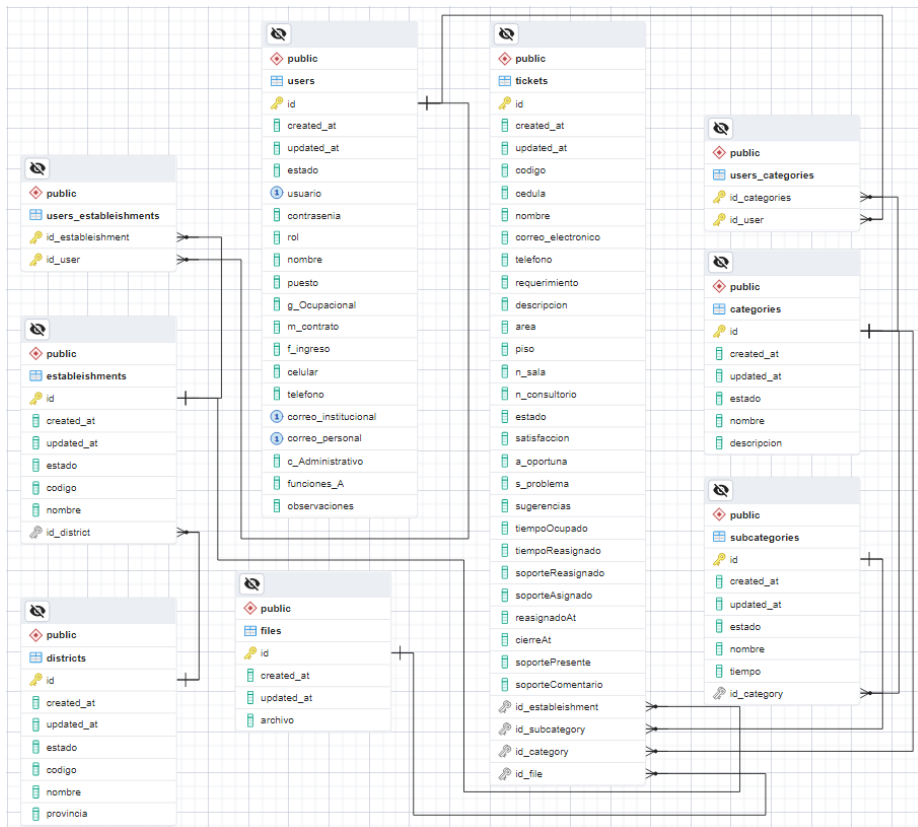 public
users
id
created_at
updated_at
estado
usuario
contrasenia
rol
nombre
puesto
g_Ocupacional
m_contrato
f_ingreso
celular
telefono
correo_institucional
correo_personal
c_Administrativo
funciones_A
observaciones
public
tickets
id
created_at
updated_at
codigo
cedula
nombre
correo_electronico
telefono
requerimiento
descripcion
area
piso
n_sala
n_consultorio
estado
satisfaccion
a_oportuna
s_problema
sugerencias
tiempoOcupado
tiempoReasignado
soporteReasignado
soporteAsignado
reasignadoAt
cierreAt
soportePresente
soporteComentario
id_estableishment
id_subcategory
id_category
id_file
public
users_categories
id_categories
id_user
public
categories
id
created_at
updated_at
estado
nombre
descripcion
public
subcategories
id
created_at
updated_at
estado
nombre
tiempo
id_category
public
users_estableishments
id_estableishment
id_user
public
estableishments
id
created_at
updated_at
estado
codigo
nombre
id_district
public
districts
id
created_at
updated_at
estado
codigo
nombre
provincia
public
files
id
created_at
updated_at
archivo